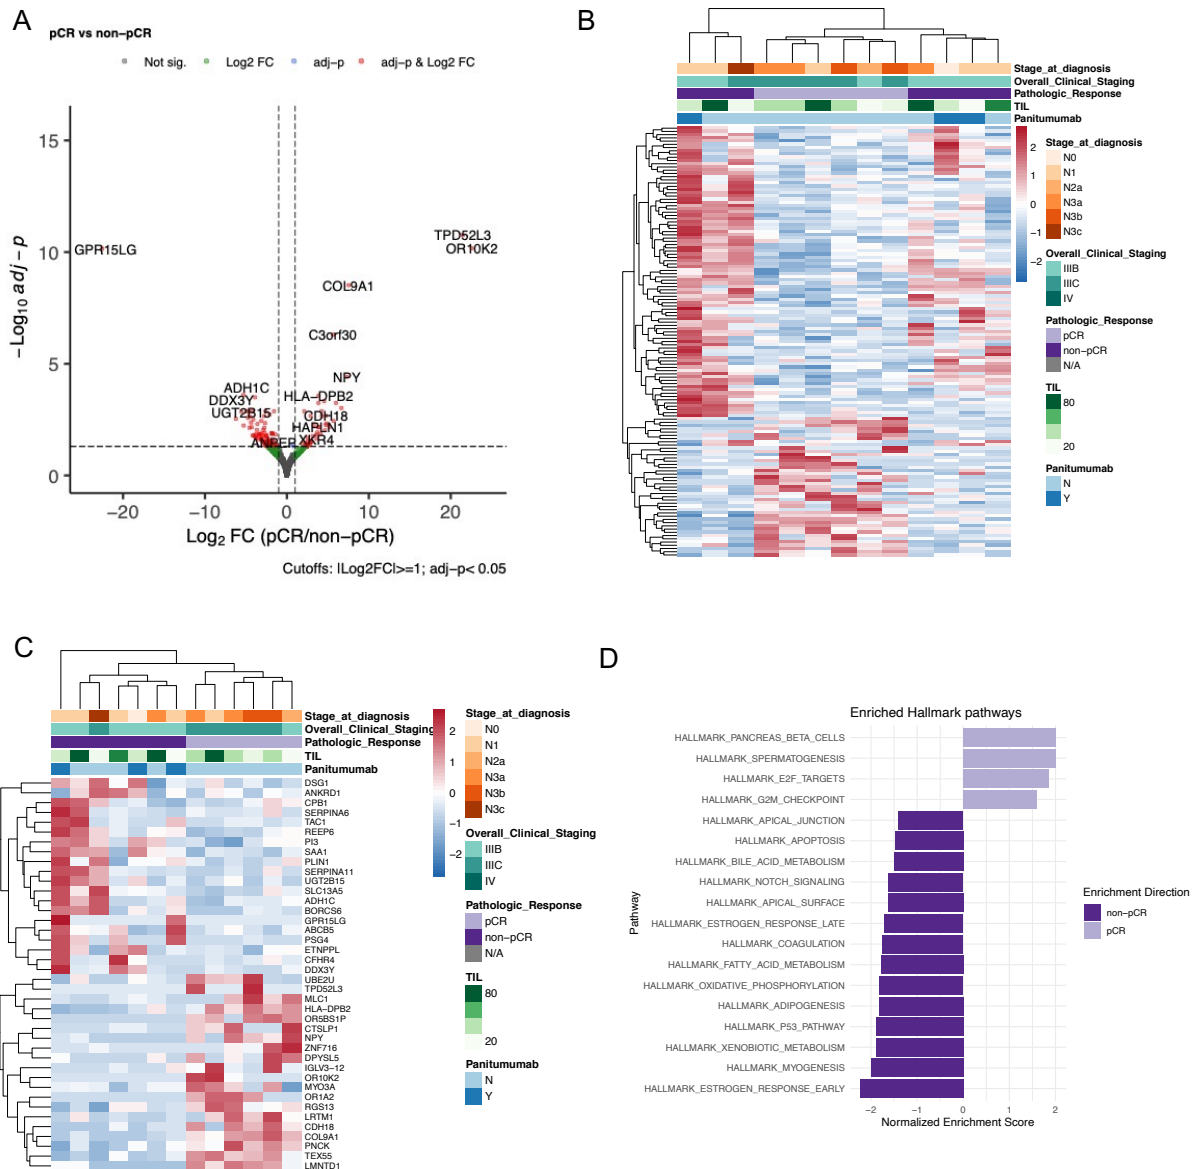 A
pCR vs non−pCR
Not sig.
Log2 FC
adj−p
adj−p & Log2 FC
15
10
5
0
−Log10 adj−p
GPR15LG
TPD52L3
OR10K2
COL9A1
C3orf30
NPY
ADH1C
HLA−DPB2
DDX3Y
UGT2B15
CDH18
HAPLN1
XKR4
−20
−10
0
10
20
Log2 FC (pCR/non−pCR)
Cutoffs: |Log2FC|>=1; adj−p< 0.05
B
Stage_at_diagnosis
Overall_Clinical_Staging
Pathologic_Response
TIL
Panitumumab
2
1
0
−1
−2
Stage_at_diagnosis
N0
N1
N2a
N3a
N3b
N3c
Overall_Clinical_Staging
IIIB
IIIC
IV
Pathologic_Response
pCR
non−pCR
N/A
TIL
80
20
Panitumumab
N
Y
C
Stage_at_diagnosis
Overall_Clinical_Staging
Pathologic_Response
TIL
Panitumumab
DSG1
ANKRD1
CPB1
SERPINA6
TAC1
REEP6
PI3
SAA1
PLIN1
SERPINA11
UGT2B15
SLC13A5
ADH1C
BORCS6
GPR15LG
ABCB5
PSG4
ETNPPL
CFHR4
DDX3Y
UBE2U
TPD52L3
MLC1
HLA−DPB2
OR5BS1P
CTSLP1
NPY
ZNF716
DPYSL5
IGLV3−12
OR10K2
MYO3A
OR1A2
RGS13
LRTM1
CDH18
COL9A1
PNCK
TEX55
LMNTD1
2
1
0
−1
−2
Stage_at_diagnosis
N0
N1
N2a
N3a
N3b
N3c
Overall_Clinical_Staging
IIIB
IIIC
IV
Pathologic_Response
pCR
non−pCR
N/A
TIL
80
20
Panitumumab
N
Y
D
Enriched Hallmark pathways
Pathway
HALLMARK_PANCREAS_BETA_CELLS
HALLMARK_SPERMATOGENESIS
HALLMARK_E2F_TARGETS
HALLMARK_G2M_CHECKPOINT
HALLMARK_APICAL_JUNCTION
HALLMARK_APOPTOSIS
HALLMARK_BILE_ACID_METABOLISM
HALLMARK_NOTCH_SIGNALING
HALLMARK_APICAL_SURFACE
HALLMARK_ESTROGEN_RESPONSE_LATE
HALLMARK_COAGULATION
HALLMARK_FATTY_ACID_METABOLISM
HALLMARK_OXIDATIVE_PHOSPHORYLATION
HALLMARK_ADIPOGENESIS
HALLMARK_P53_PATHWAY
HALLMARK_XENOBIOTIC_METABOLISM
HALLMARK_MYOGENESIS
HALLMARK_ESTROGEN_RESPONSE_EARLY
−2
−1
0
1
2
Normalized Enrichment Score
Enrichment Direction
non−pCR
pCR